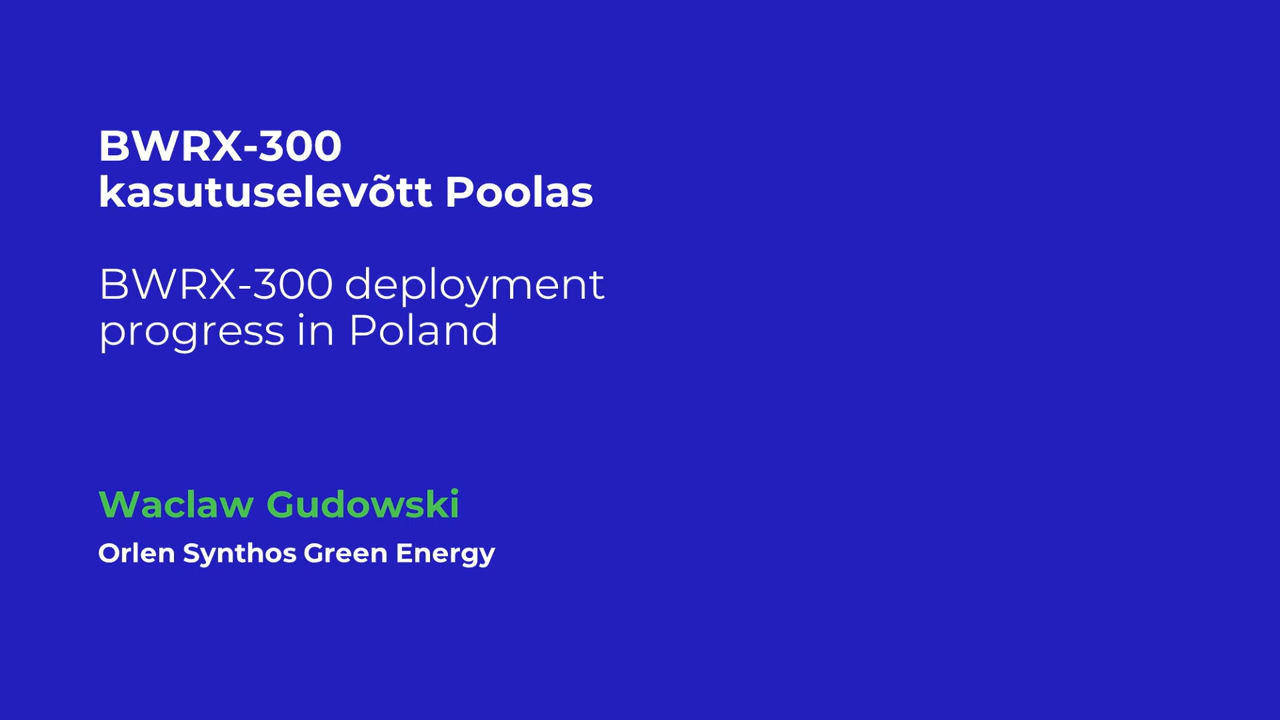 BWRX-300
kasutuselevõtt Poolas
BWRX-300 deployment
progress in Poland
Waclaw Gudowski
Orlen Synthos Green Energy